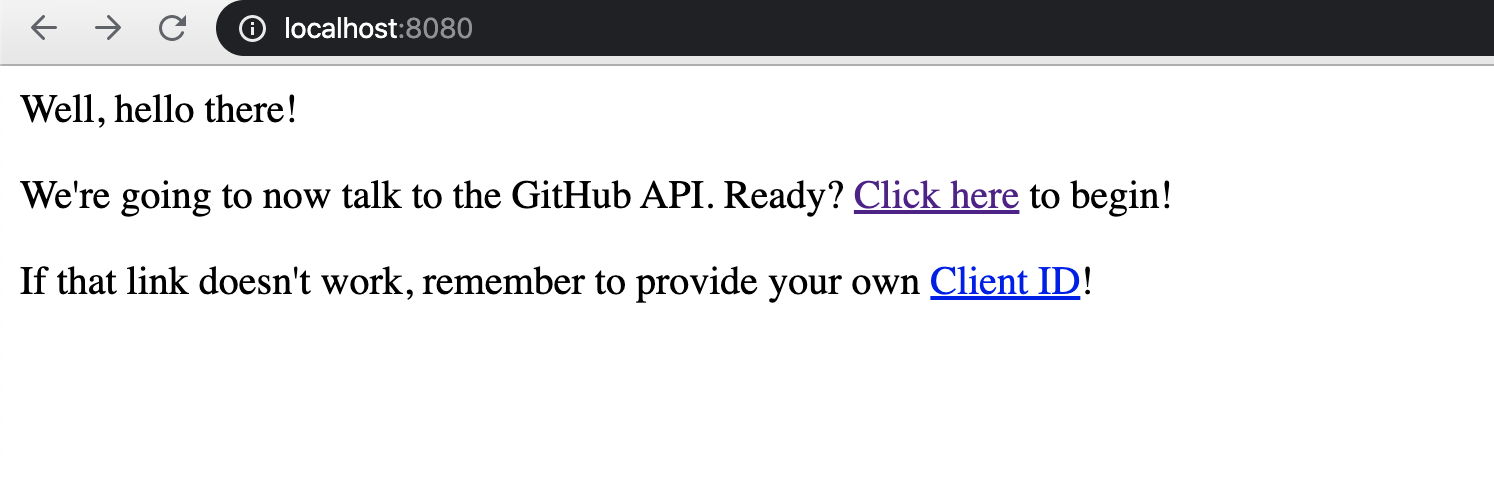 localhost:8080
Well, hello there!
We're going to now talk to the GitHub API. Ready? Click here to begin!
If that link doesn't work, remember to provide your own Client ID!